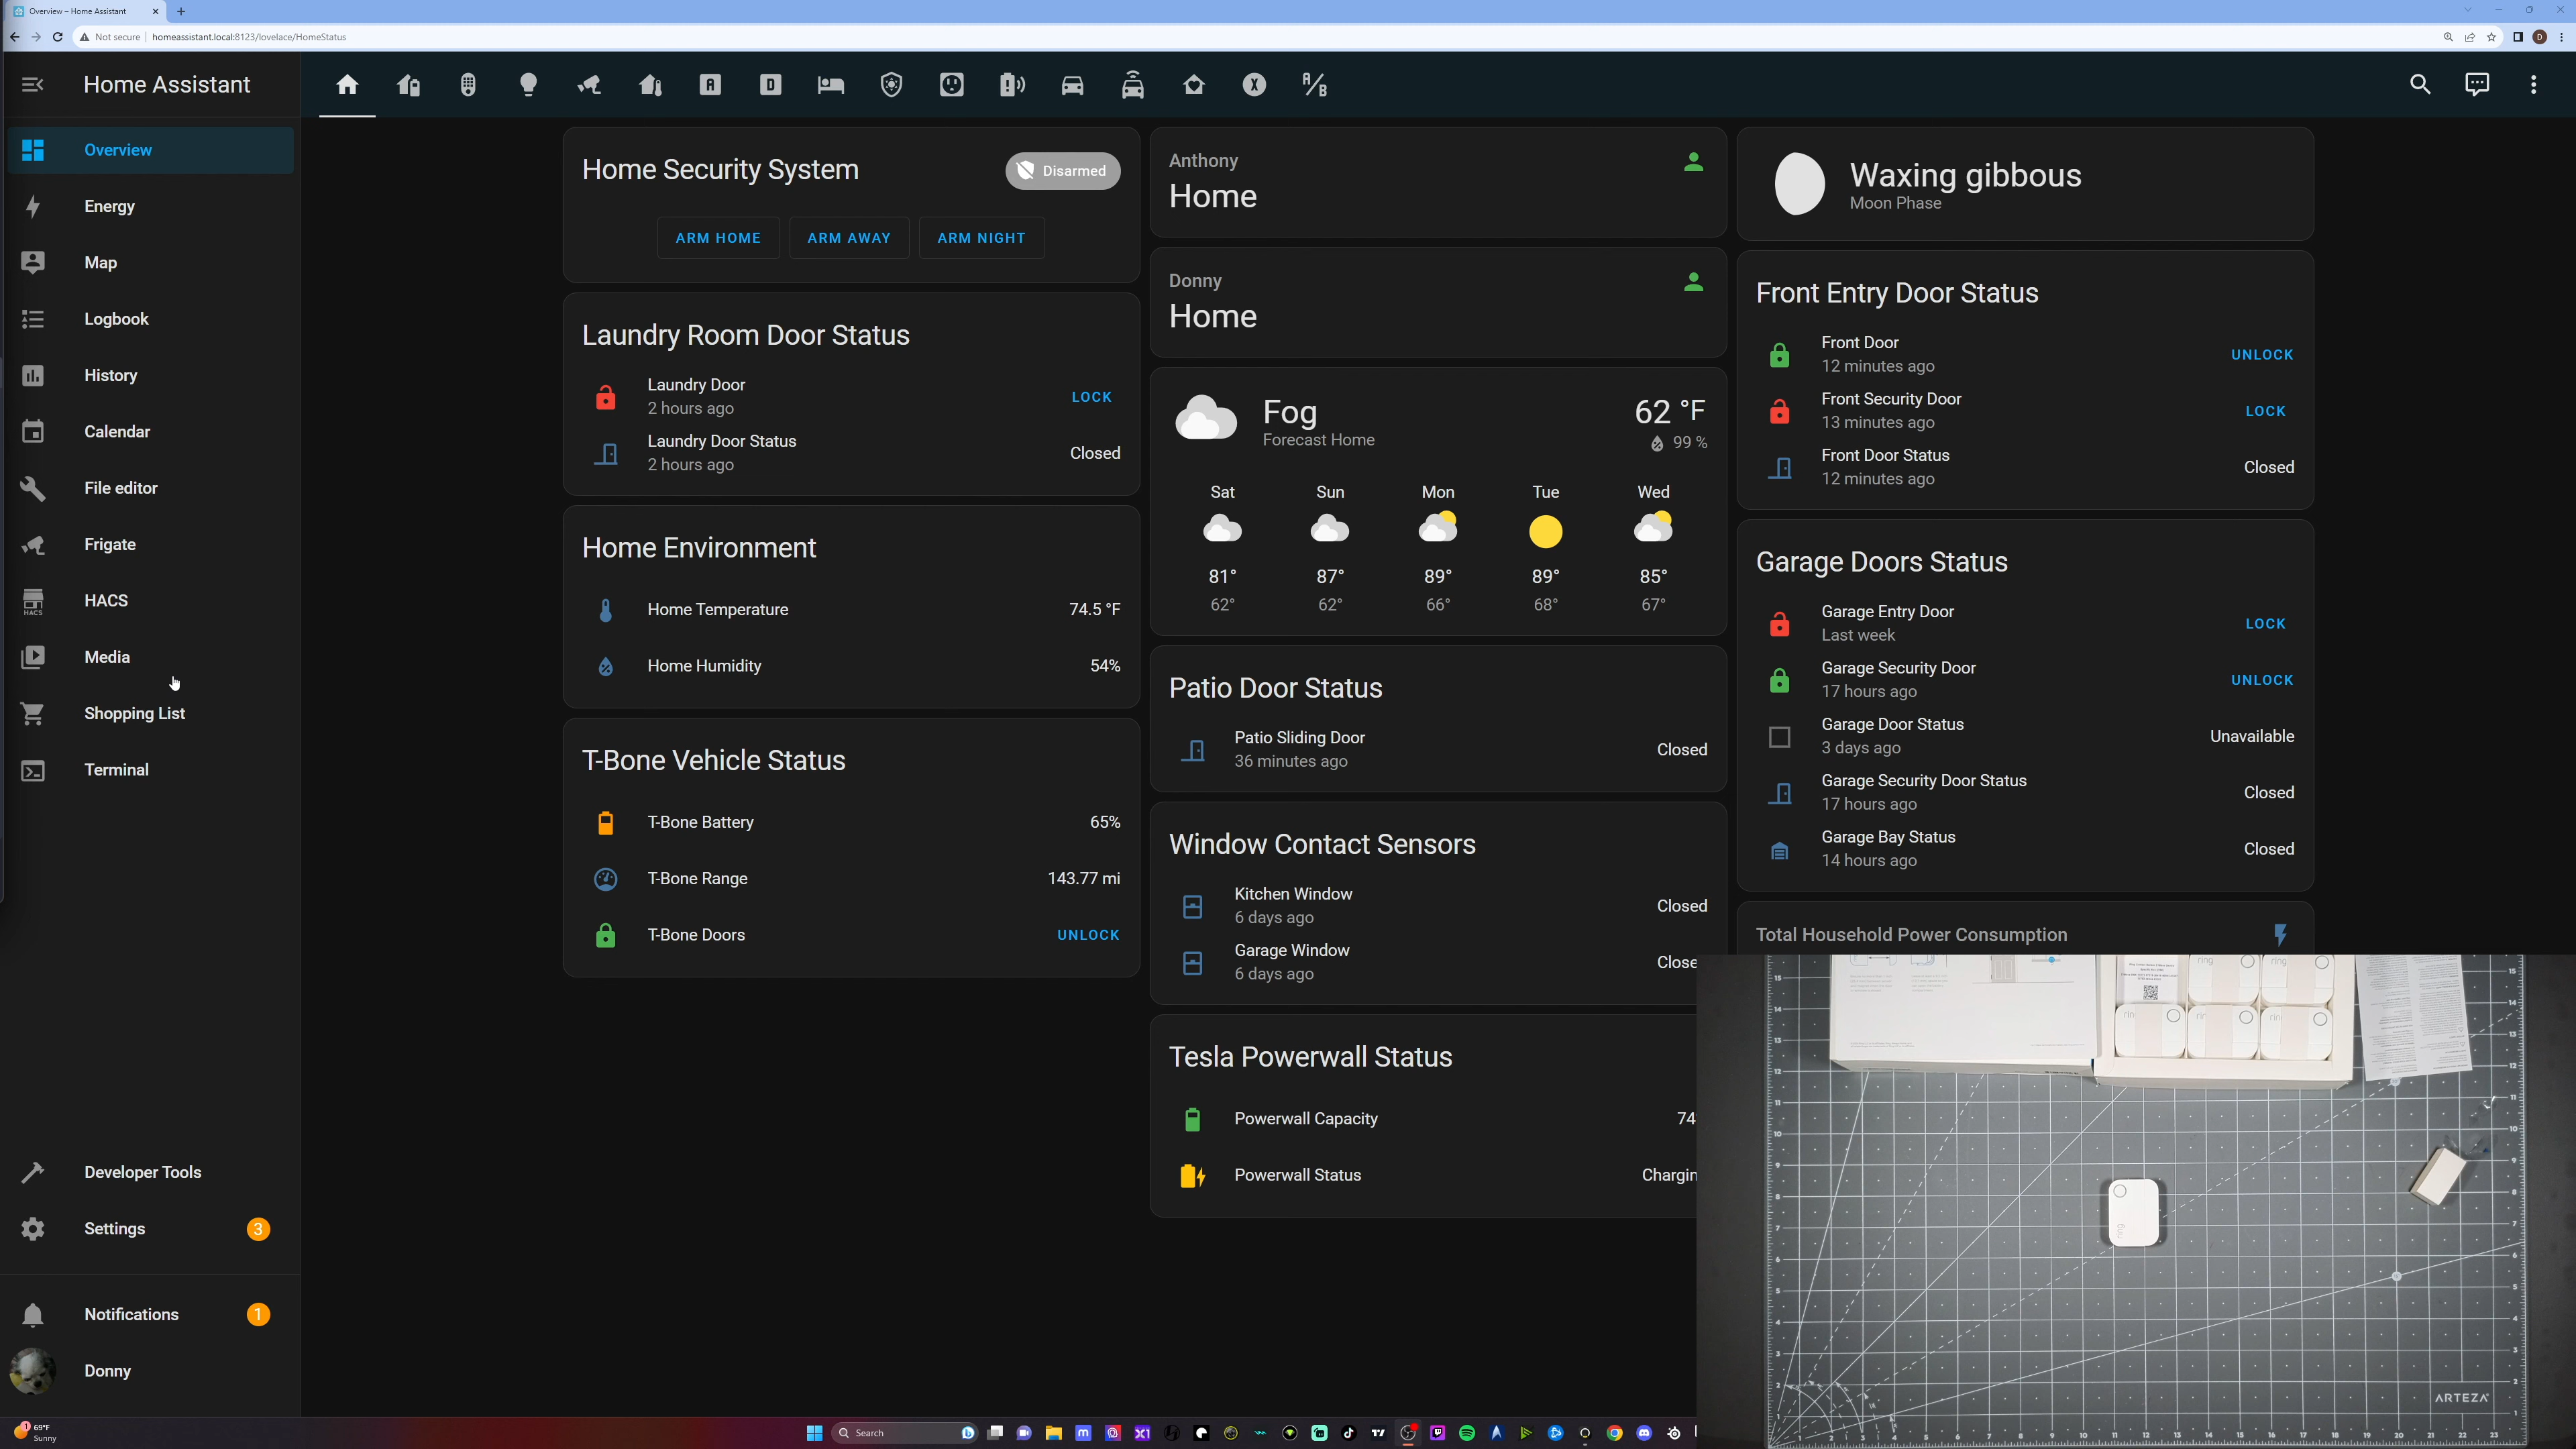 Overview – Home Assistant
Not secure
homeassistant.local:8123/lovelace/HomeStatus
D
Home Assistant
A
D
X
A/B
Overview
Energy
Map
Logbook
History
Calendar
File editor
Frigate
HACS
HACS
Media
Shopping List
Terminal
Developer Tools
Settings
3
Notifications
1
Donny
Home Security System
Disarmed
ARM HOME
ARM AWAY
ARM NIGHT
Laundry Room Door Status
Laundry Door
2 hours ago
LOCK
Laundry Door Status
2 hours ago
Closed
Home Environment
Home Temperature
74.5 °F
Home Humidity
54%
T-Bone Vehicle Status
T-Bone Battery
65%
T-Bone Range
143.77 mi
T-Bone Doors
UNLOCK
Anthony
Home
Donny
Home
Fog
Forecast Home
62 °F
99 %
Sat Sun Mon Tue Wed
81° 87° 89° 89° 85°
62° 62° 66° 68° 67°
Patio Door Status
Patio Sliding Door
36 minutes ago
Closed
Window Contact Sensors
Kitchen Window
6 days ago
Closed
Garage Window
6 days ago
Close
Tesla Powerwall Status
Powerwall Capacity
74
Powerwall Status
Chargin
Waxing gibbous
Moon Phase
Front Entry Door Status
Front Door
12 minutes ago
UNLOCK
Front Security Door
13 minutes ago
LOCK
Front Door Status
12 minutes ago
Closed
Garage Doors Status
Garage Entry Door
Last week
LOCK
Garage Security Door
17 hours ago
UNLOCK
Garage Door Status
3 days ago
Unavailable
Garage Security Door Status
17 hours ago
Closed
Garage Bay Status
14 hours ago
Closed
Total Household Power Consumption
ring
ring
ring
ring
ring
ring
ARTEZA
1
69°F
Sunny
Search